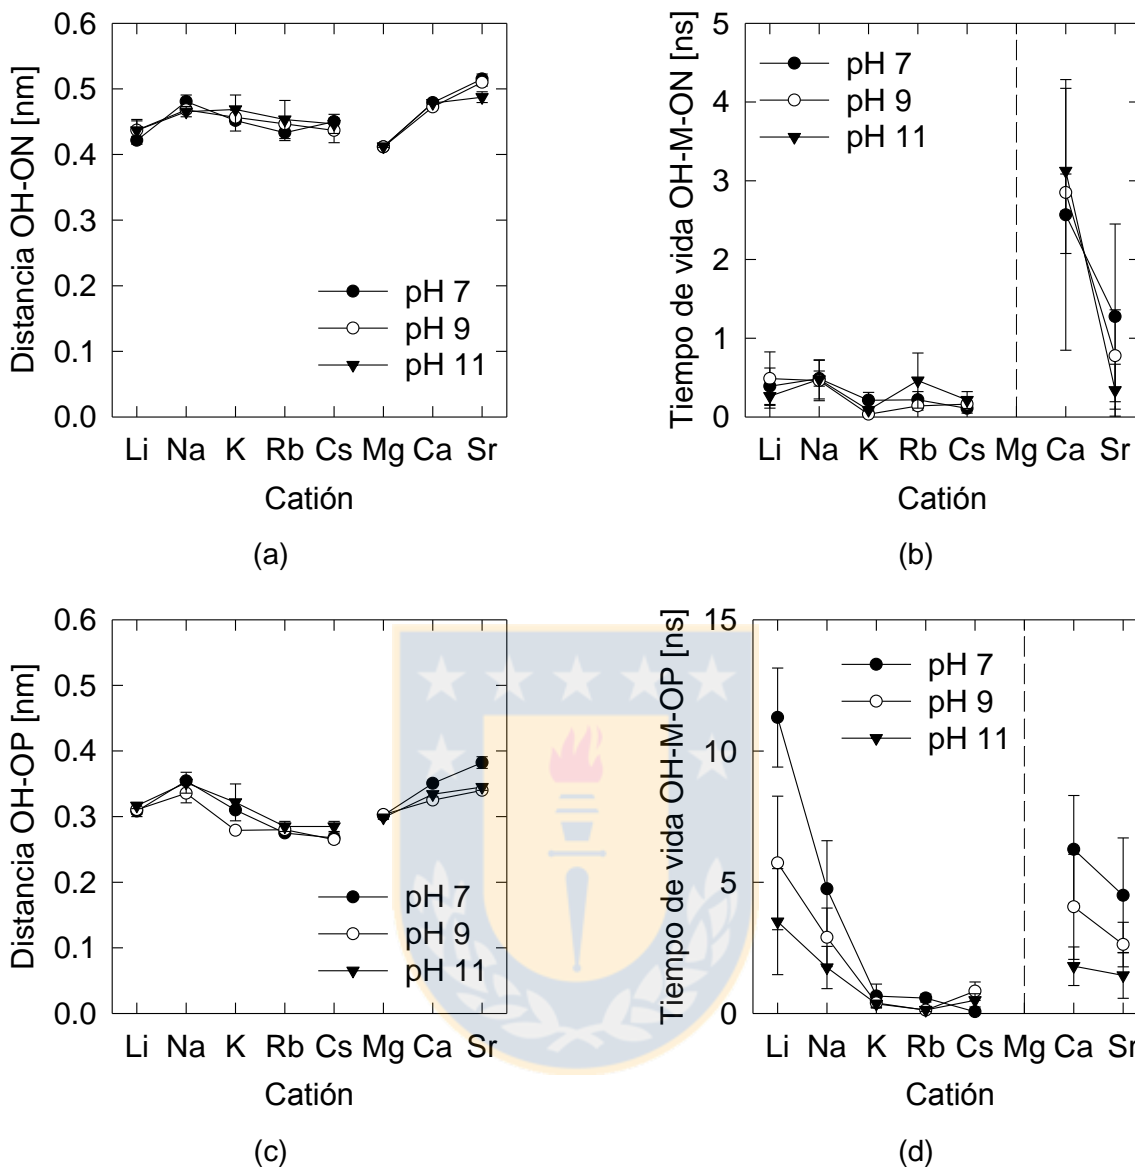 Distancia OH-ON [nm]
0.6
0.5
0.4
0.3
0.2
0.1
0.0
pH 7
pH 9
pH 11
Li Na K Rb Cs Mg Ca Sr
Catión
(a)
Tiempo de vida OH-M-ON [ns]
5
4
3
2
1
0
pH 7
pH 9
pH 11
Li Na K Rb Cs Mg Ca Sr
Catión
(b)
Distancia OH-OP [nm]
0.6
0.5
0.4
0.3
0.2
0.1
0.0
pH 7
pH 9
pH 11
Li Na K Rb Cs Mg Ca Sr
Catión
(c)
Tiempo de vida OH-M-OP [ns]
15
10
5
0
pH 7
pH 9
pH 11
Li Na K Rb Cs Mg Ca Sr
Catión
(d)